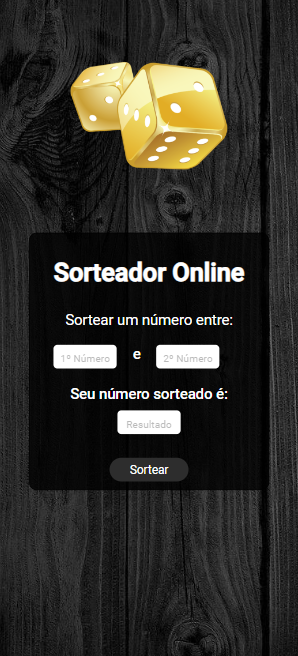 Sorteador Online
Sortear um número entre:
1º Número e 2º Número
Seu número sorteado é:
Resultado
Sortear